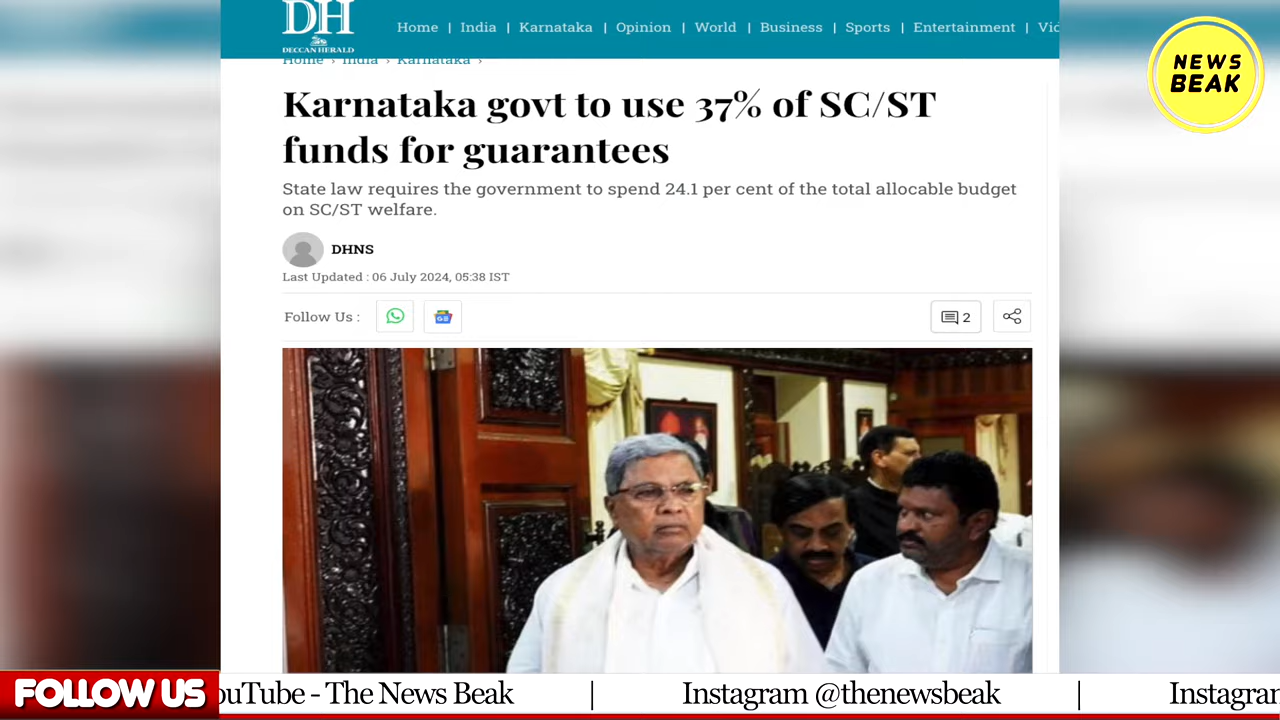 DH
DECCAN HERALD
Home | India | Karnataka | Opinion | World | Business | Sports | Entertainment | Vid
NEWS
BEAK
Home › India › Karnataka ›
Karnataka govt to use 37% of SC/ST
funds for guarantees
State law requires the government to spend 24.1 per cent of the total allocable budget
on SC/ST welfare.
DHNS
Last Updated : 06 July 2024, 05:38 IST
Follow Us :
2
FOLLOW US
ouTube - The News Beak | Instagram @thenewsbeak | Instagrar